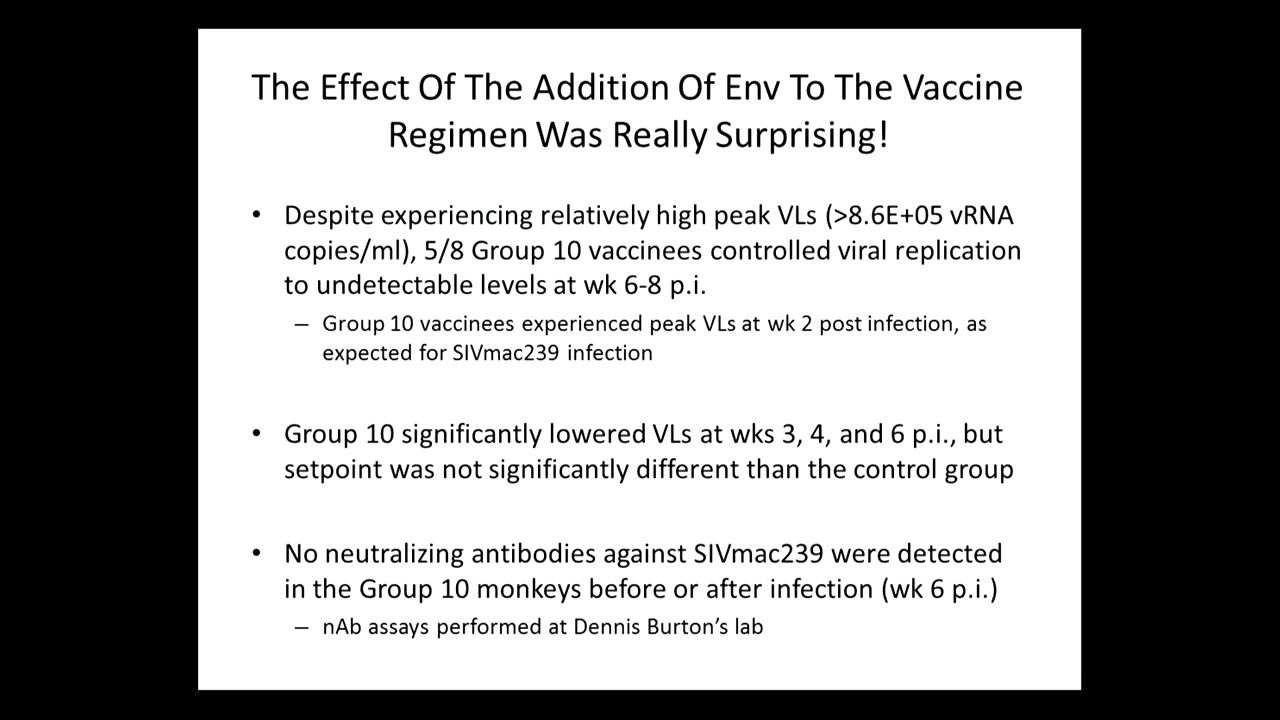 The Effect Of The Addition Of Env To The Vaccine
Regimen Was Really Surprising!
• Despite experiencing relatively high peak VLs (>8.6E+05 vRNA
copies/ml), 5/8 Group 10 vaccinees controlled viral replication
to undetectable levels at wk 6-8 p.i.
– Group 10 vaccinees experienced peak VLs at wk 2 post infection, as
expected for SIVmac239 infection
• Group 10 significantly lowered VLs at wks 3, 4, and 6 p.i., but
setpoint was not significantly different than the control group
• No neutralizing antibodies against SIVmac239 were detected
in the Group 10 monkeys before or after infection (wk 6 p.i.)
– nAb assays performed at Dennis Burton’s lab